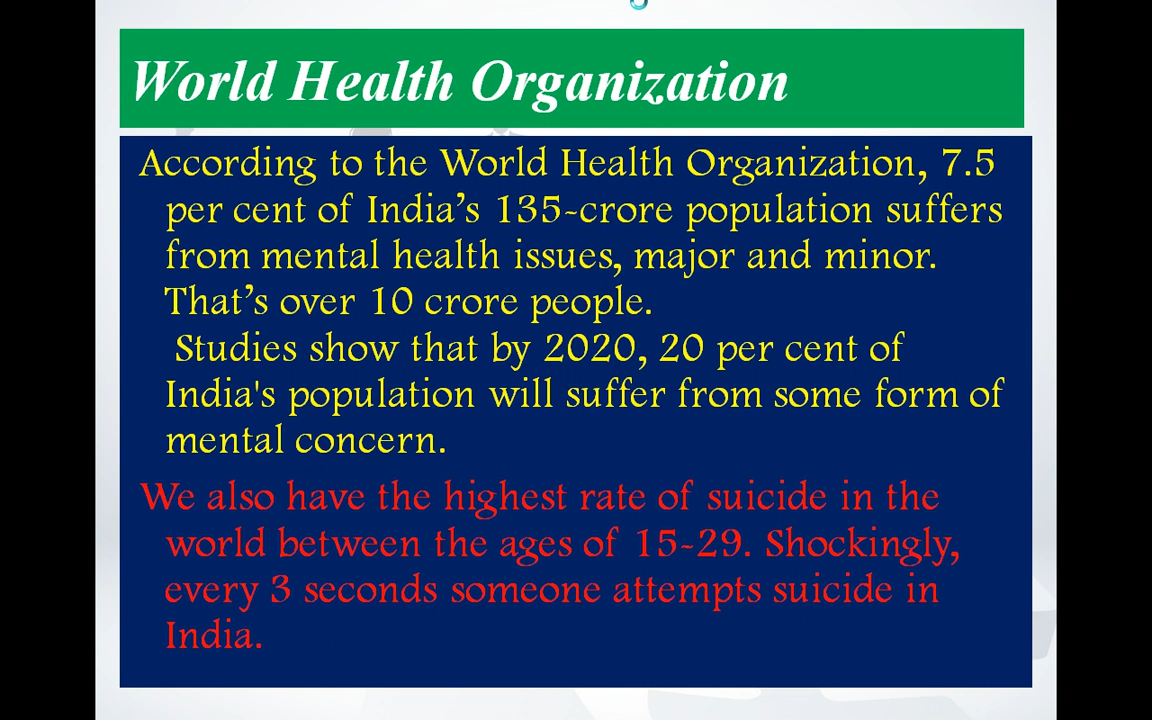 World Health Organization
According to the World Health Organization, 7.5
per cent of India’s 135-crore population suffers
from mental health issues, major and minor.
That’s over 10 crore people.
Studies show that by 2020, 20 per cent of
India's population will suffer from some form of
mental concern.
We also have the highest rate of suicide in the
world between the ages of 15-29. Shockingly,
every 3 seconds someone attempts suicide in
India.